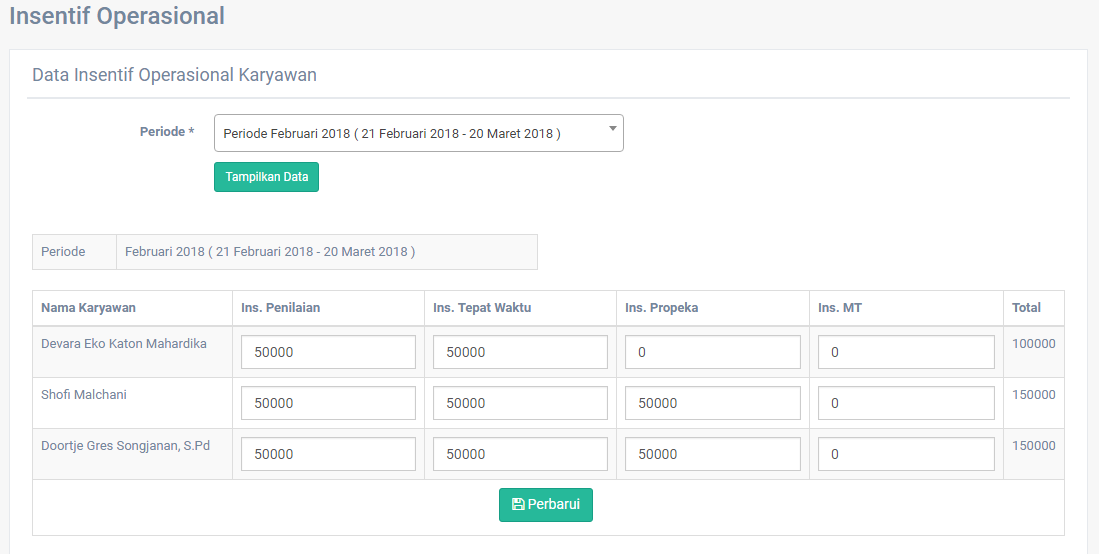 Insentif Operasional
Data Insentif Operasional Karyawan
Periode * Periode Februari 2018 ( 21 Februari 2018 - 20 Maret 2018 )
Tampilkan Data
Periode Februari 2018 ( 21 Februari 2018 - 20 Maret 2018 )
Nama Karyawan Ins. Penilaian Ins. Tepat Waktu Ins. Propeka Ins. MT Total
Devara Eko Katon Mahardika 50000 50000 0 0 100000
Shofi Malchani 50000 50000 50000 0 150000
Doortje Gres Songjanan, S.Pd 50000 50000 50000 0 150000
Perbarui